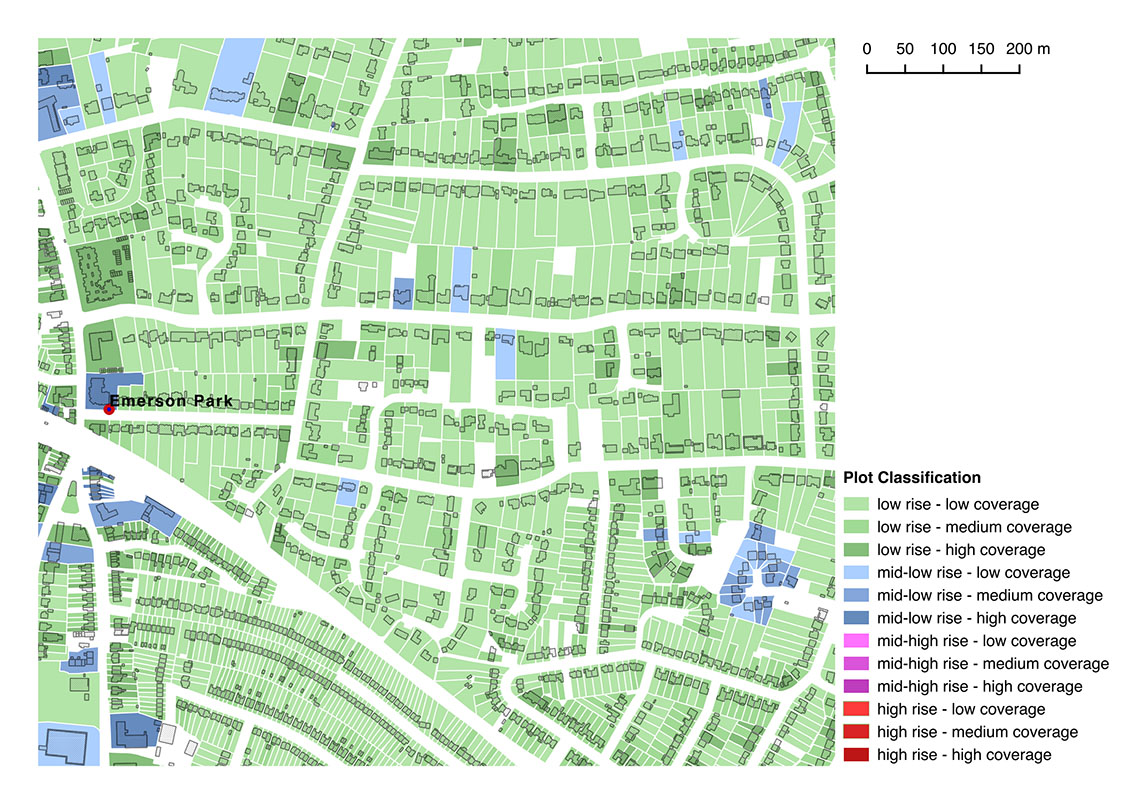 0 50 100 150 200 m
Emerson Park
Plot Classification
low rise - low coverage
low rise - medium coverage
low rise - high coverage
mid-low rise - low coverage
mid-low rise - medium coverage
mid-low rise - high coverage
mid-high rise - low coverage
mid-high rise - medium coverage
mid-high rise - high coverage
high rise - low coverage
high rise - medium coverage
high rise - high coverage